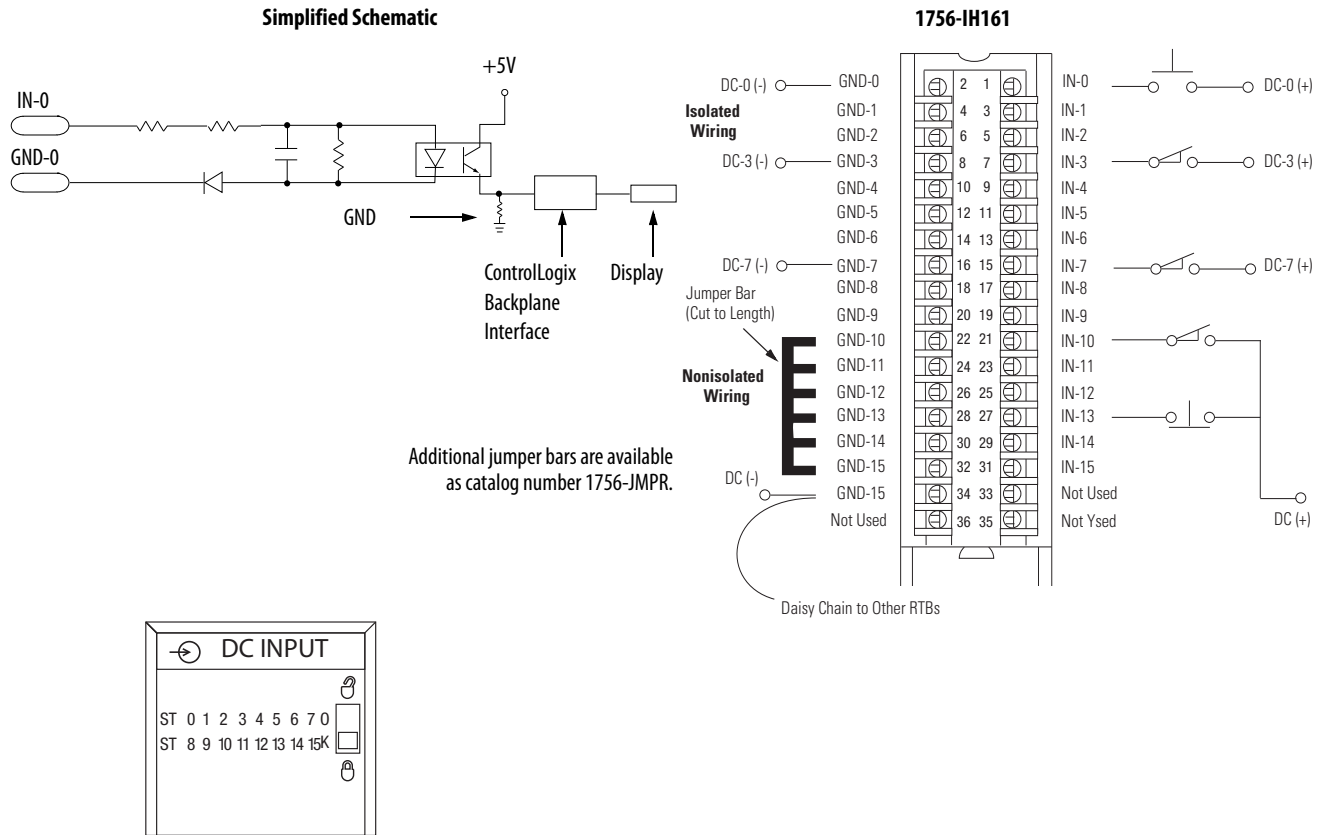 Simplified Schematic
+5V
IN-0
GND-0
GND
ControlLogix
Backplane
Interface
Display
Additional jumper bars are available
as catalog number 1756-JMPR.
1756-IH161
DC-0 (-) GND-0 2 1 IN-0 DC-0 (+)
Isolated
Wiring
GND-1 4 3 IN-1
GND-2 6 5 IN-2
DC-3 (-) GND-3 8 7 IN-3 DC-3 (+)
GND-4 10 9 IN-4
GND-5 12 11 IN-5
GND-6 14 13 IN-6
DC-7 (-) GND-7 16 15 IN-7 DC-7 (+)
GND-8 18 17 IN-8
Jumper Bar
(Cut to Length)
GND-9 20 19 IN-9
GND-10 22 21 IN-10
GND-11 24 23 IN-11
Nonisolated
Wiring
GND-12 26 25 IN-12
GND-13 28 27 IN-13
GND-14 30 29 IN-14
GND-15 32 31 IN-15
DC (-) GND-15 34 33 Not Used
Not Used 36 35 Not Ysed
DC (+)
Daisy Chain to Other RTBs
DC INPUT
ST 0 1 2 3 4 5 6 7 O
ST 8 9 10 11 12 13 14 15 K